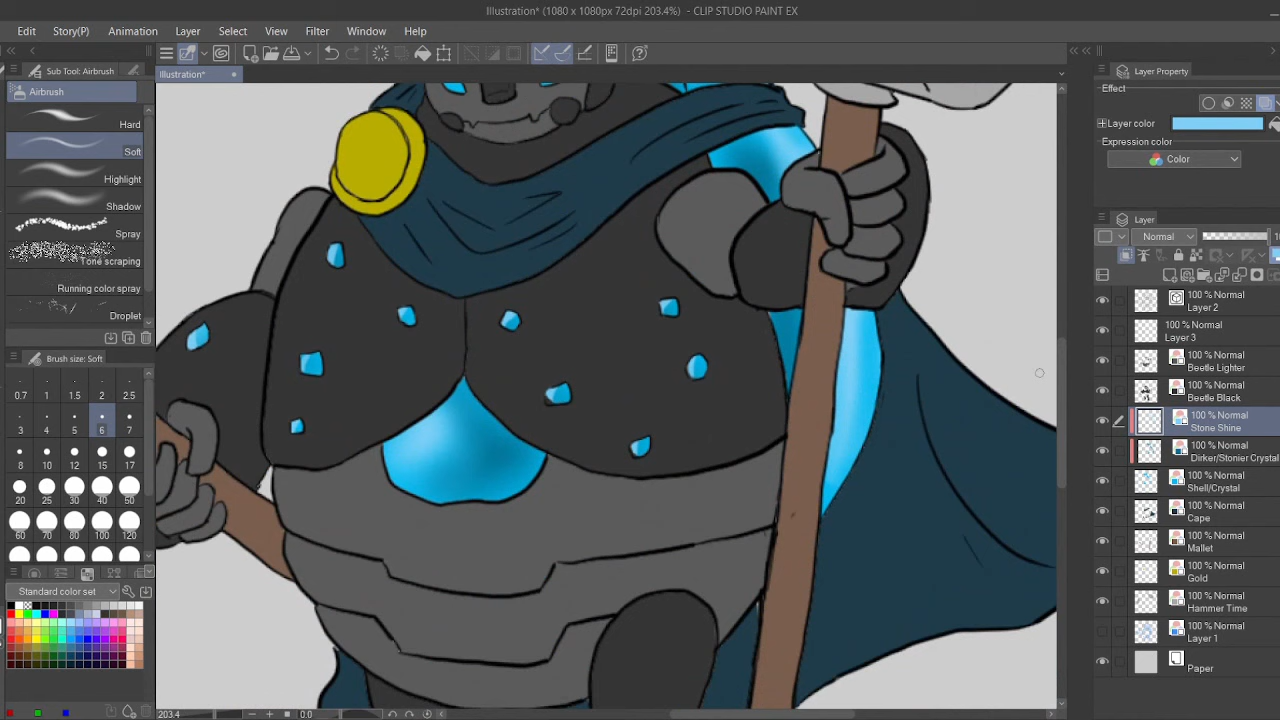 Illustration* (1080 x 1080px 72dpi 203.4%) - CLIP STUDIO PAINT EX
Edit Story(P) Animation Layer Select View Filter Window Help
Sub Tool: Airbrush
Illustration*
Layer Property
Airbrush
Effect
Hard
Layer color
Soft
Expression color
Color
Highlight
Shadow
Layer
Spray
Normal
Tone scraping
Running color spray
Droplet
100 % Normal
Layer 2
100 % Normal
Layer 3
Brush size: Soft
100 % Normal
Beetle Lighter
0.7 1 1.5 2 2.5
100 % Normal
Beetle Black
3 4 5 6 7
100 % Normal
Stone Shine
8 10 12 15 17
100 % Normal
Dirker/Stonier Crystal
20 25 30 40 50
100 % Normal
Shell/Crystal
60 70 80 100 120
100 % Normal
Cape
100 % Normal
Mallet
100 % Normal
Gold
Standard color set
100 % Normal
Hammer Time
100 % Normal
Layer 1
Paper
203.4 0.0